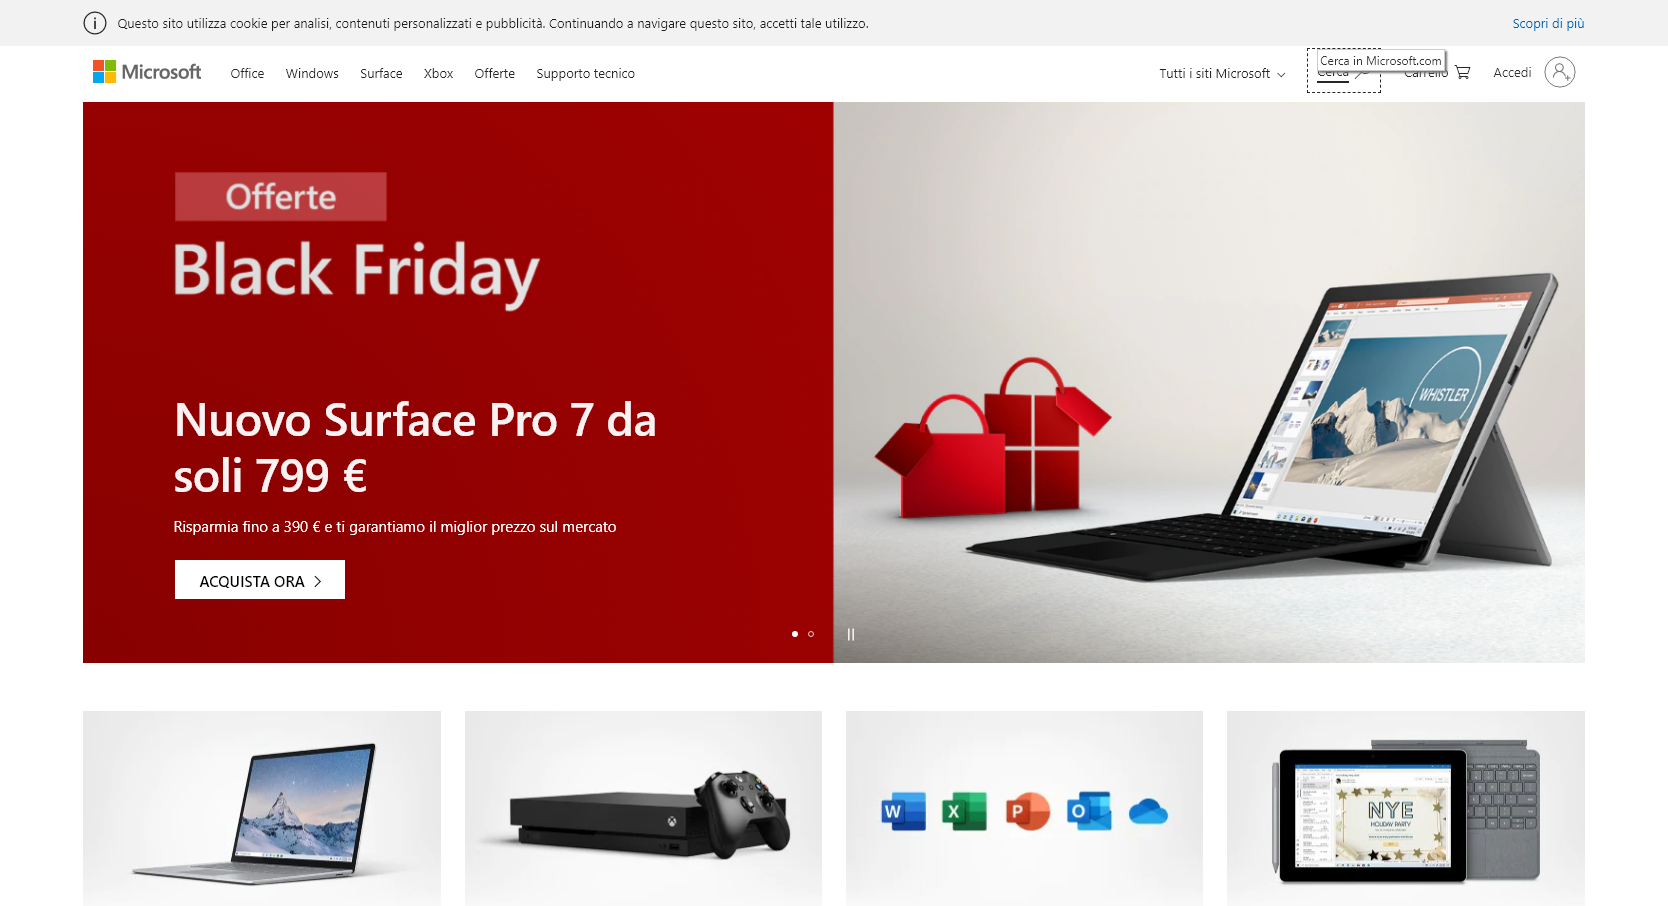 Questo sito utilizza cookie per analisi, contenuti personalizzati e pubblicità. Continuando a navigare questo sito, accetti tale utilizzo.
Scopri di più
Microsoft
Office
Windows
Surface
Xbox
Offerte
Supporto tecnico
Tutti i siti Microsoft
Cerca
Cerca in Microsoft.com
Carrello
Accedi
Offerte
Black Friday
Nuovo Surface Pro 7 da
soli 799 €
Risparmia fino a 390 € e ti garantiamo il miglior prezzo sul mercato
ACQUISTA ORA
WHISTLER
W
X
P
O
NYE
HOLIDAY PARTY